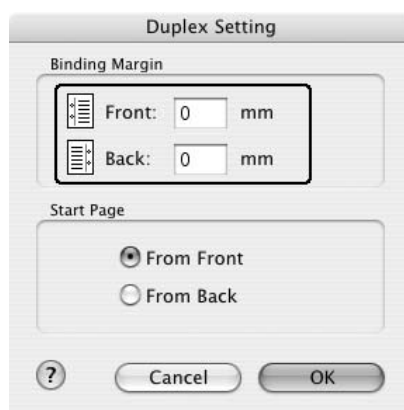 Duplex Setting
Binding Margin
Front: 0 mm
Back: 0 mm
Start Page
From Front
From Back
? Cancel OK